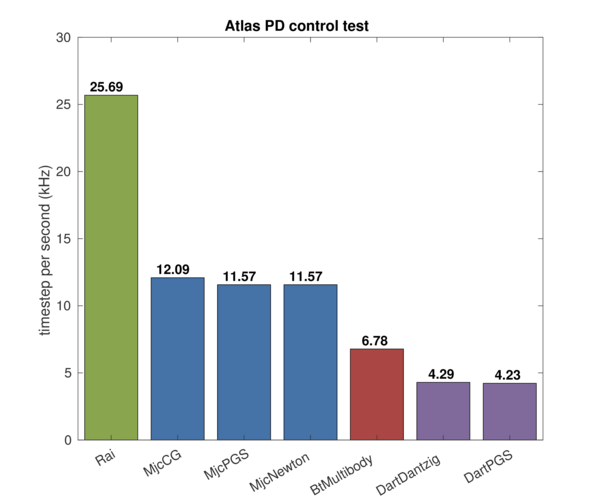 Atlas PD control test
timestep per second (kHz)
30
25
20
15
10
5
0
25.69
12.09
11.57
11.57
6.78
4.29
4.23
Rai
MjcCG
MjcPGS
MjcNewton
BtMultibody
DartDantzig
DartPGS